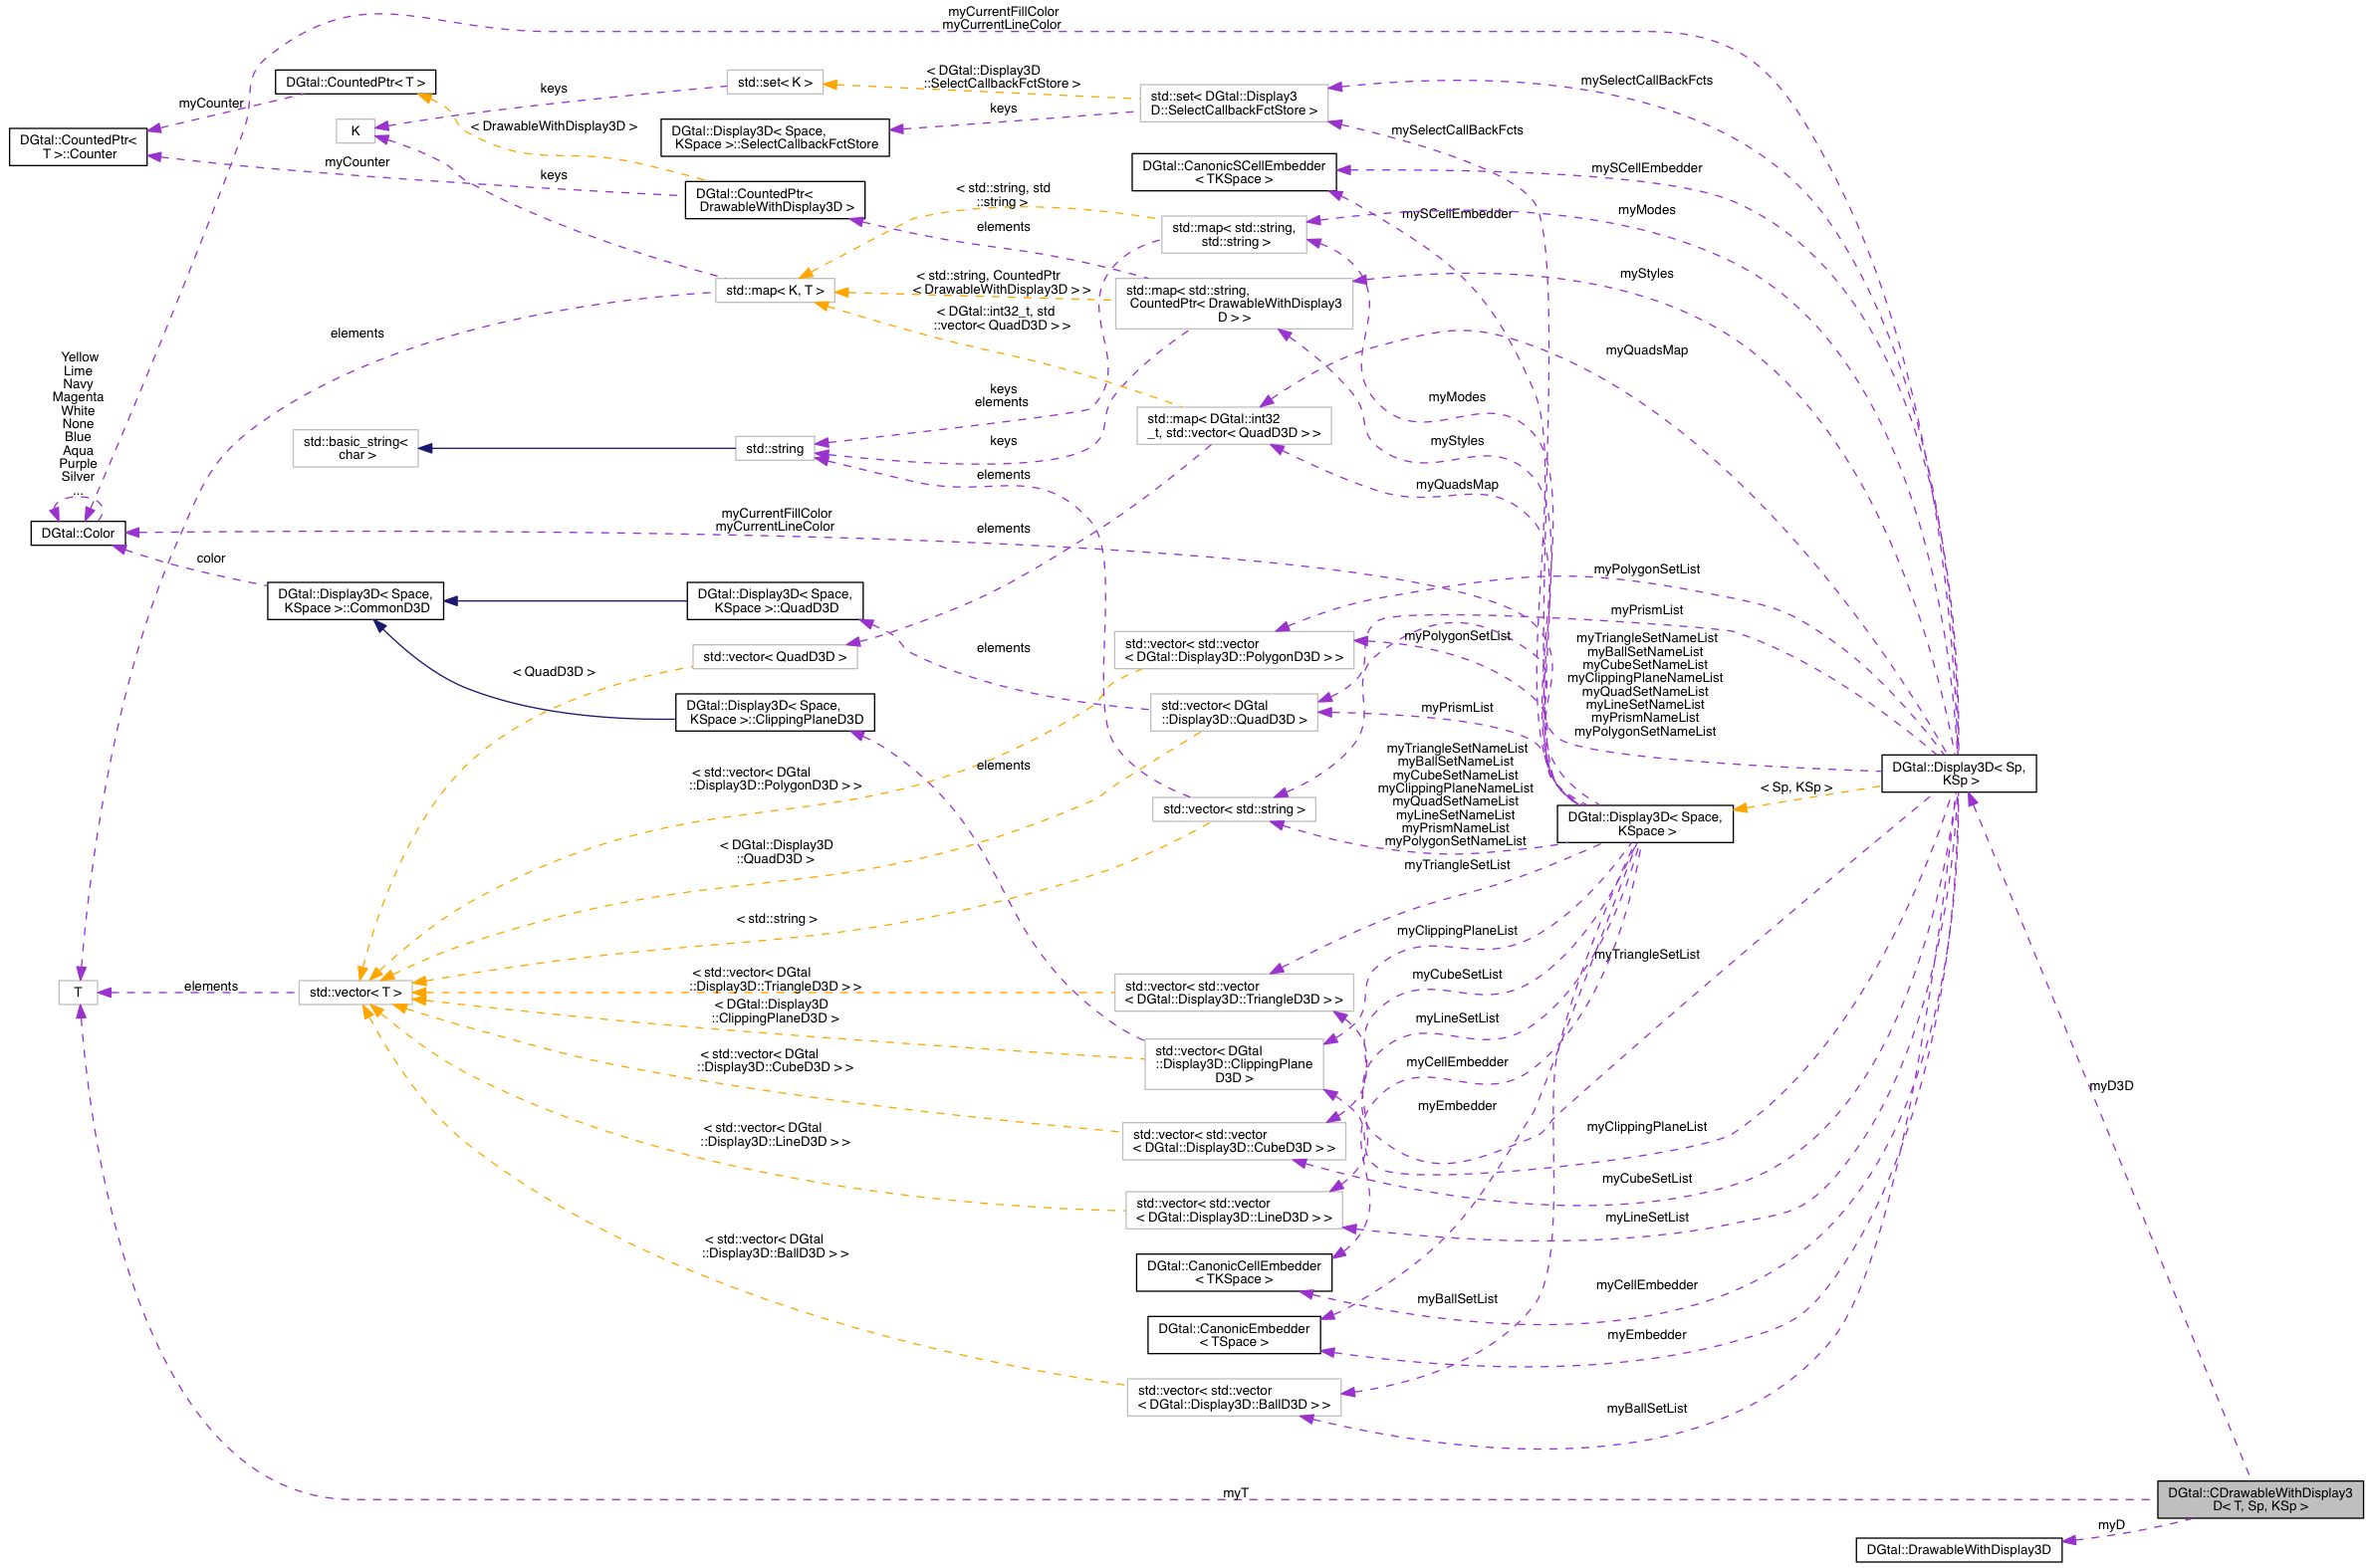 myCurrentFillColor
myCurrentLineColor
DGtal::CountedPtr< T >
myCounter
DGtal::CountedPtr<
T >::Counter
K
keys
std::set< K >
< DGtal::Display3D
::SelectCallbackFctStore >
keys
std::set< DGtal::Display3
D::SelectCallbackFctStore >
mySelectCallBackFcts
< DrawableWithDisplay3D >
DGtal::Display3D< Space,
KSpace >::SelectCallbackFctStore
mySelectCallBackFcts
myCounter
keys
DGtal::CountedPtr<
DrawableWithDisplay3D >
DGtal::CanonicSCellEmbedder
< TKSpace >
mySCellEmbedder
< std::string, std
::string >
elements
std::map< std::string,
std::string >
mySCellEmbedder
myModes
std::map< K, T >
< std::string, CountedPtr
< DrawableWithDisplay3D > >
std::map< std::string,
CountedPtr< DrawableWithDisplay3
D > >
myStyles
< DGtal::int32_t, std
::vector< QuadD3D > >
elements
myQuadsMap
Yellow
Lime
Navy
Magenta
White
None
Blue
Aqua
Purple
Silver
...
keys
elements
myModes
std::map< DGtal::int32
_t, std::vector< QuadD3D > >
std::basic_string<
char >
std::string
keys
myStyles
elements
myQuadsMap
DGtal::Color
myCurrentFillColor
myCurrentLineColor
elements
color
DGtal::Display3D< Space,
KSpace >::CommonD3D
DGtal::Display3D< Space,
KSpace >::QuadD3D
myPolygonSetList
myPrismList
std::vector< QuadD3D >
elements
std::vector< std::vector
< DGtal::Display3D::PolygonD3D > >
myPolygonSetList
myTriangleSetNameList
myBallSetNameList
myCubeSetNameList
myClippingPlaneNameList
myQuadSetNameList
myLineSetNameList
myPrismNameList
myPolygonSetNameList
< QuadD3D >
DGtal::Display3D< Space,
KSpace >::ClippingPlaneD3D
std::vector< DGtal
::Display3D::QuadD3D >
myPrismList
< std::vector< DGtal
::Display3D::PolygonD3D > >
elements
myTriangleSetNameList
myBallSetNameList
myCubeSetNameList
myClippingPlaneNameList
myQuadSetNameList
myLineSetNameList
myPrismNameList
myPolygonSetNameList
DGtal::Display3D< Sp,
KSp >
< Sp, KSp >
std::vector< std::string >
DGtal::Display3D< Space,
KSpace >
< DGtal::Display3D
::QuadD3D >
myTriangleSetList
< std::string >
myClippingPlaneList
T
elements
std::vector< T >
< std::vector< DGtal
::Display3D::TriangleD3D > >
std::vector< std::vector
< DGtal::Display3D::TriangleD3D > >
myCubeSetList
myTriangleSetList
< DGtal::Display3D
::ClippingPlaneD3D >
myLineSetList
std::vector< DGtal
::Display3D::ClippingPlane
D3D >
< std::vector< DGtal
::Display3D::CubeD3D > >
myCellEmbedder
myD3D
myEmbedder
std::vector< std::vector
< DGtal::Display3D::CubeD3D > >
myClippingPlaneList
< std::vector< DGtal
::Display3D::LineD3D > >
myCubeSetList
std::vector< std::vector
< DGtal::Display3D::LineD3D > >
myLineSetList
< std::vector< DGtal
::Display3D::BallD3D > >
DGtal::CanonicCellEmbedder
< TKSpace >
myCellEmbedder
myBallSetList
DGtal::CanonicEmbedder
< TSpace >
myEmbedder
std::vector< std::vector
< DGtal::Display3D::BallD3D > >
myBallSetList
myT
DGtal::CDrawableWithDisplay3
D< T, Sp, KSp >
myD
DGtal::DrawableWithDisplay3D